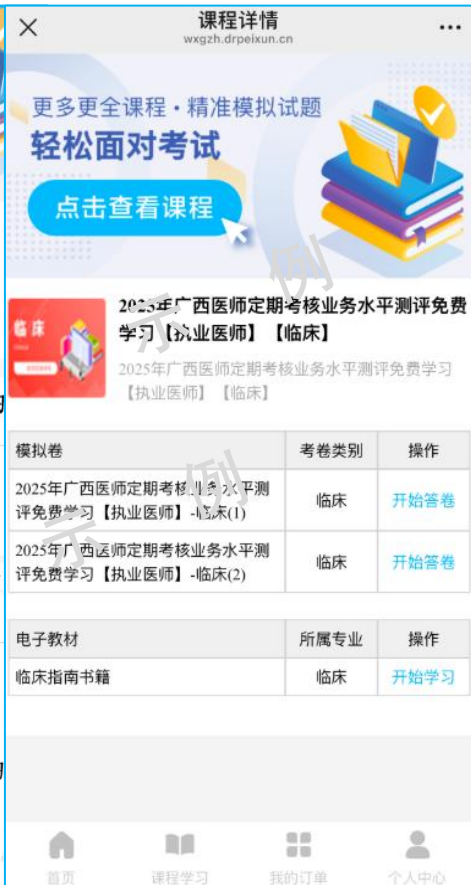 课程详情
wxgzh.drpeixun.cn
更多更全课程·精准模拟试题
轻松面对考试
点击查看课程
临床
2025年广西医师定期考核业务水平测评免费
学习【执业医师】【临床】
2025年广西医师定期考核业务水平测评免费学习
【执业医师】【临床】
示例
模拟卷 考卷类别 操作
2025年广西医师定期考核业务水平测
评免费学习【执业医师】-临床(1) 临床 开始答卷
2025年广西医师定期考核业务水平测
评免费学习【执业医师】-临床(2) 临床 开始答卷
示例
电子教材 所属专业 操作
临床指南书籍 临床 开始学习
首页 课程学习 我的订单 个人中心